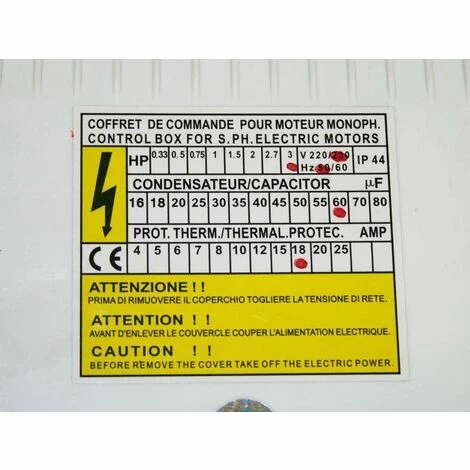 COFFRET DE COMMANDE POUR MOTEUR MONOPH.
CONTROL BOX FOR S.PH.ELECTRIC MOTORS
HP 0.33 0.5 0.75 1 1.5 2 2.7 3 V 220/230 IP 44
Hz 50/60
CONDENSATEUR/CAPACITOR µF
16 18 20 25 30 35 40 45 50 55 60 70 80
PROT. THERM./THERMAL.PROTEC. AMP
CE 4 5 6 7 8 10 12 15 18 20 25
ATTENZIONE ! !
PRIMA DI RIMUOVERE IL COPERCHIO TOGLIERE LA TENSIONE DI RETE.
ATTENTION ! !
AVANT D'ENLEVER LE COUVERCLE COUPER L'ALIMENTATION ELECTRIQUE.
CAUTION ! !
BEFORE REMOVE THE COVER TAKE OFF THE ELECTRIC POWER.